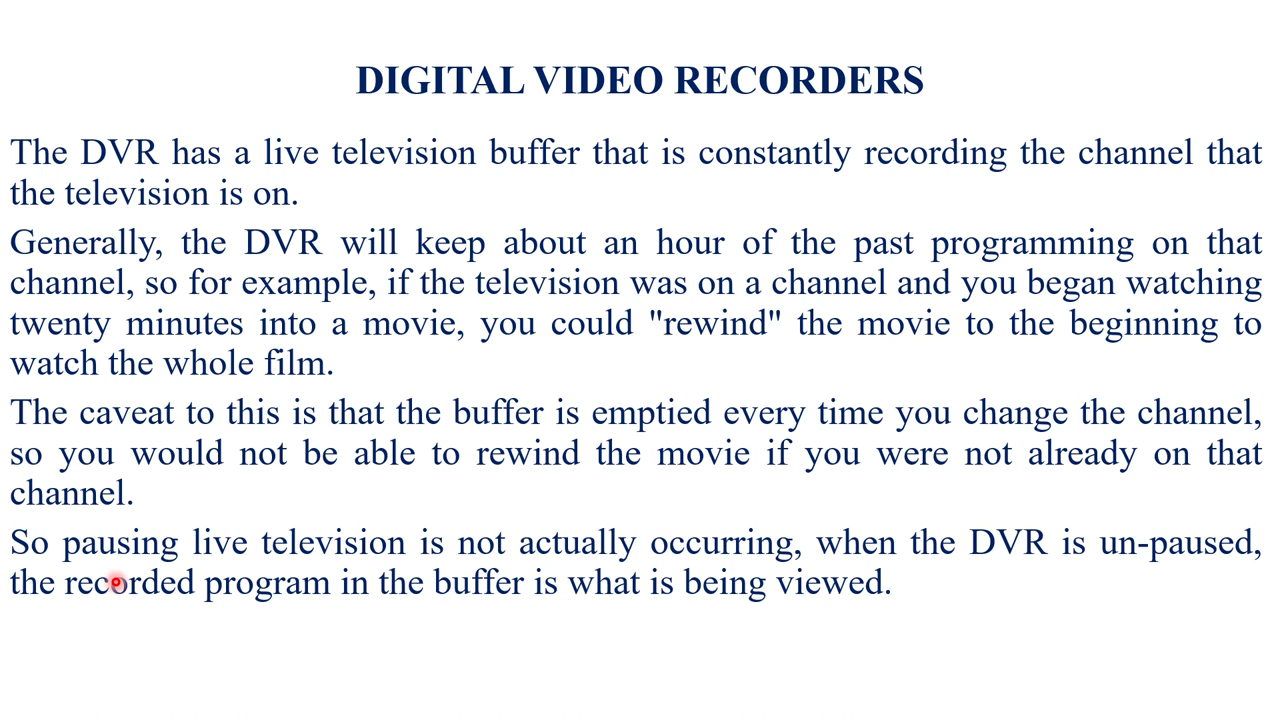 DIGITAL VIDEO RECORDERS
The DVR has a live television buffer that is constantly recording the channel that
the television is on.
Generally, the DVR will keep about an hour of the past programming on that
channel, so for example, if the television was on a channel and you began watching
twenty minutes into a movie, you could "rewind" the movie to the beginning to
watch the whole film.
The caveat to this is that the buffer is emptied every time you change the channel,
so you would not be able to rewind the movie if you were not already on that
channel.
So pausing live television is not actually occurring, when the DVR is un-paused,
the recorded program in the buffer is what is being viewed.